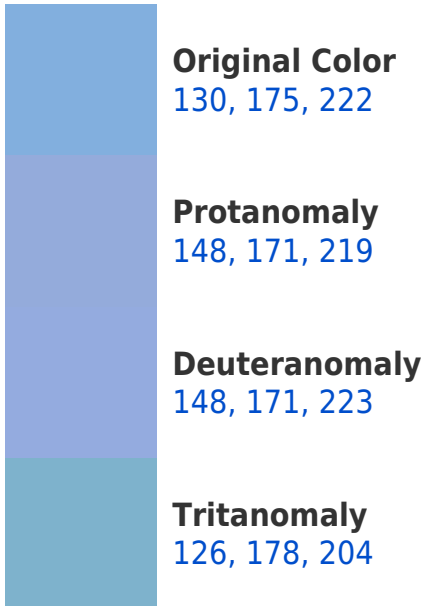 Original Color
130, 175, 222
Protanomaly
148, 171, 219
Deuteranomaly
148, 171, 223
Tritanomaly
126, 178, 204